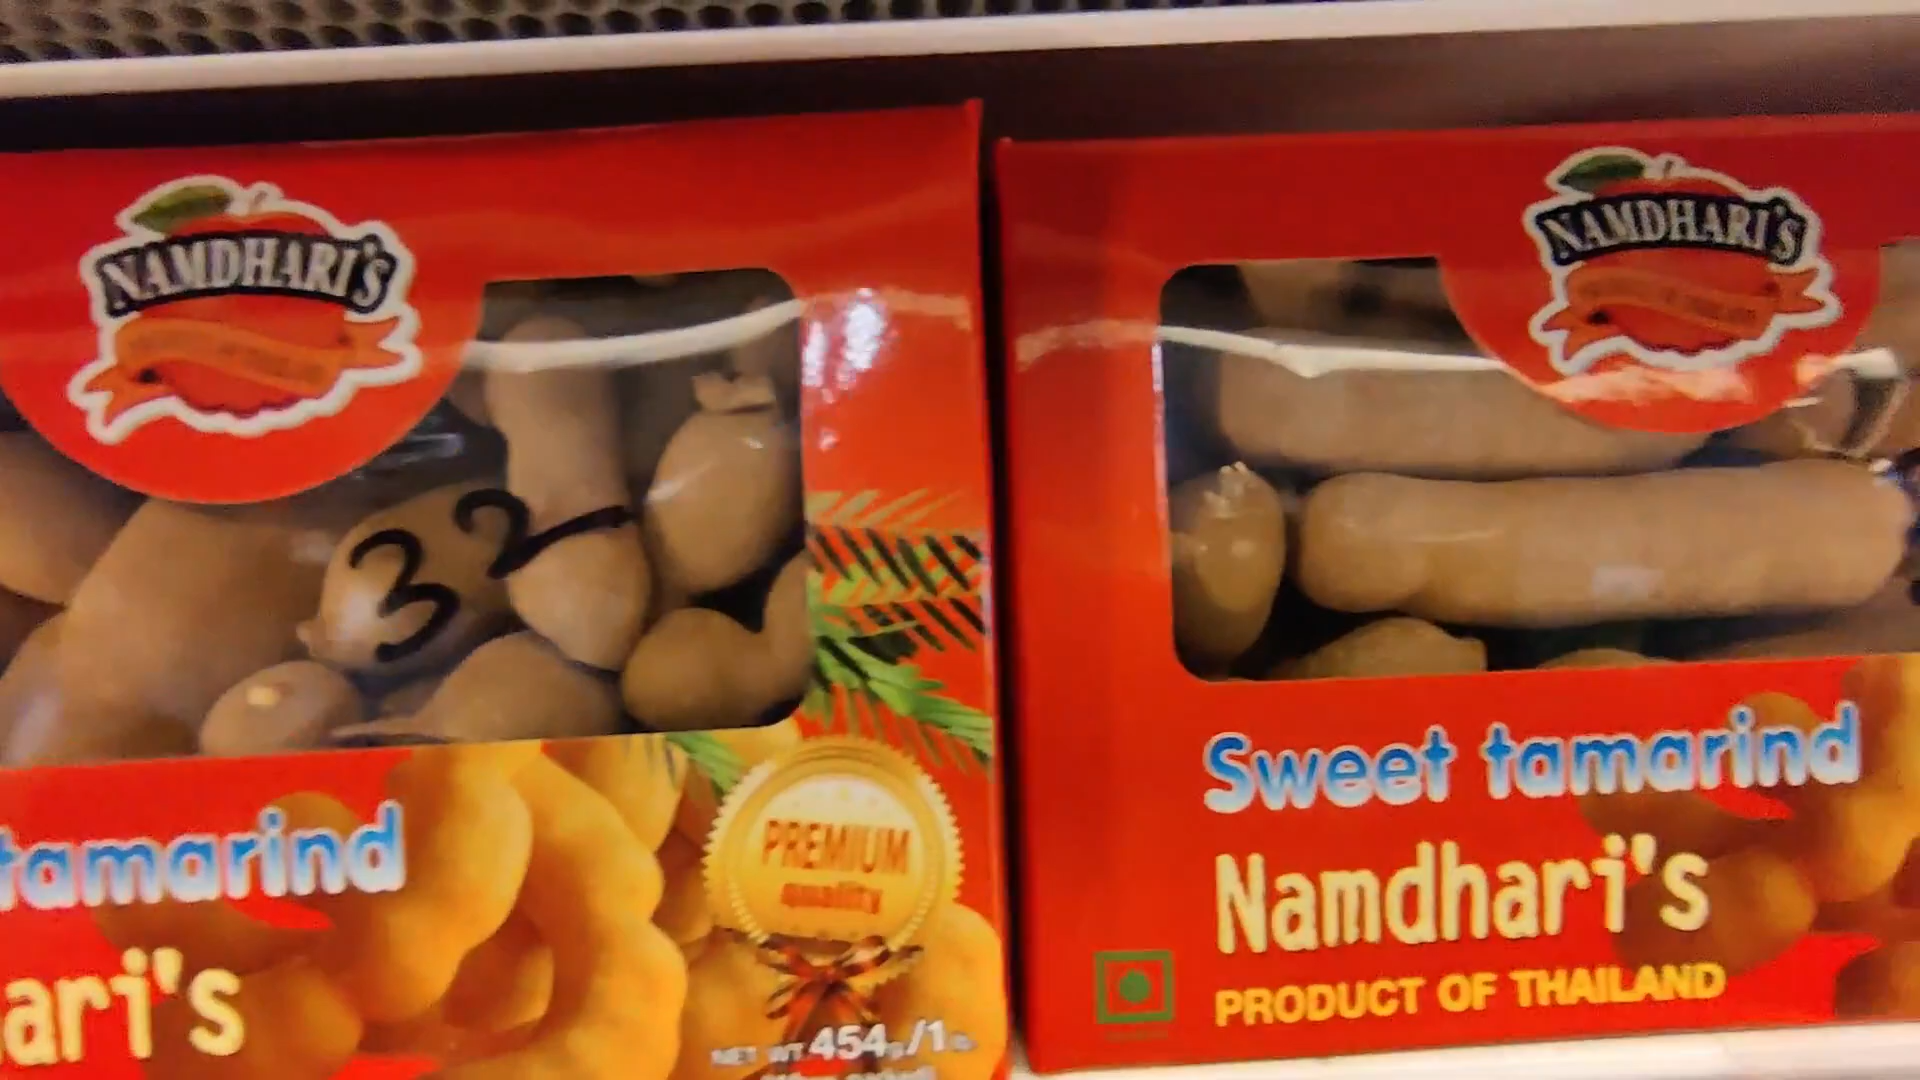 NAMDHARI'S
32
tamarind
ari's
PREMIUM
quality
NET WT 454g/1
NAMDHARI'S
Sweet tamarind
Namdhari's
PRODUCT OF THAILAND